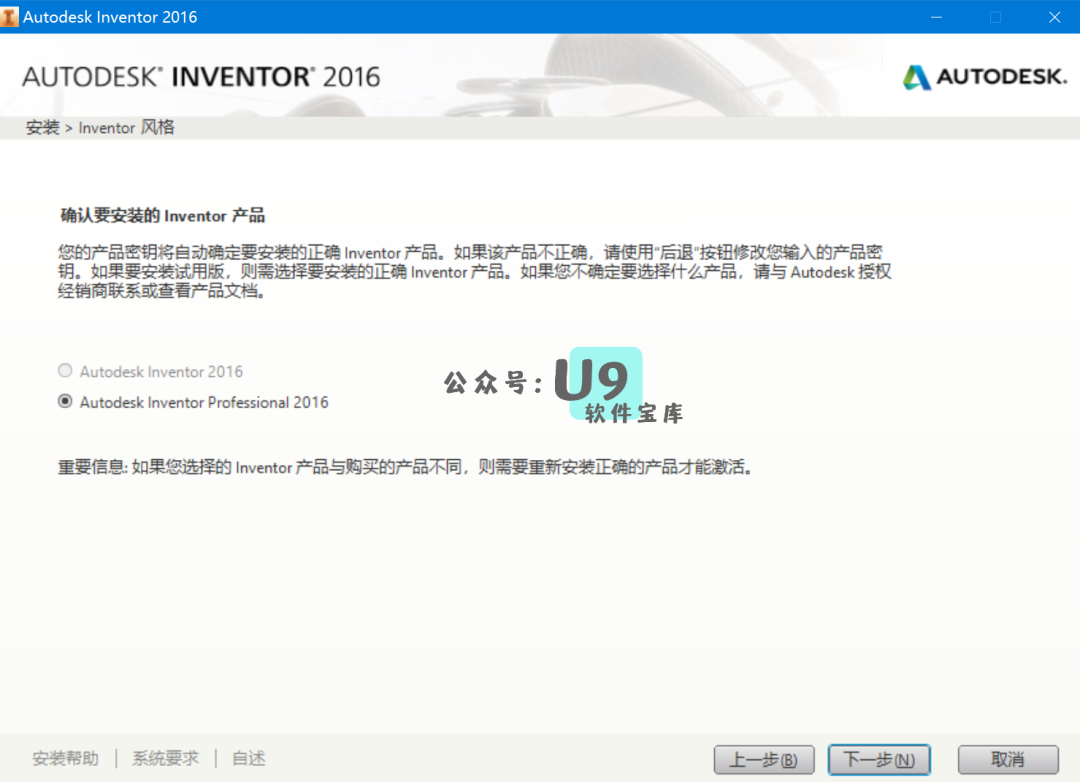 Autodesk Inventor 2016
AUTODESK® INVENTOR® 2016
AUTODESK.
安装 > Inventor 风格
确认要安装的 Inventor 产品
您的产品密钥将自动确定要安装的正确 Inventor 产品。如果该产品不正确，请使用“后退”按钮修改您输入的产品密
钥。如果要安装试用版，则需选择要安装的正确 Inventor 产品。如果您不确定要选择什么产品，请与 Autodesk 授权
经销商联系或查看产品文档。
Autodesk Inventor 2016
Autodesk Inventor Professional 2016
公众号：U9
软件宝库
重要信息: 如果您选择的 Inventor 产品与购买的产品不同，则需要重新安装正确的产品才能激活。
安装帮助 | 系统要求 | 自述
上一步(B) 下一步(N) 取消